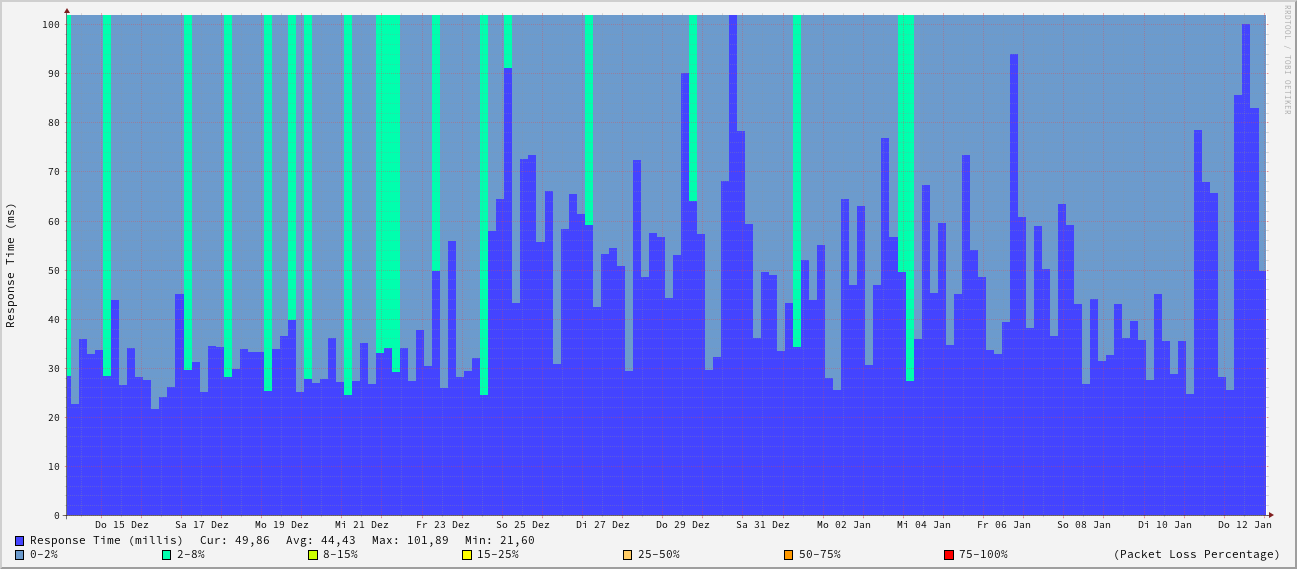 RRDTOOL / TOBI OETIKER
Response Time (ms)
100
90
80
70
60
50
40
30
20
10
0
Do 15 Dez Sa 17 Dez Mo 19 Dez Mi 21 Dez Fr 23 Dez So 25 Dez Di 27 Dez Do 29 Dez Sa 31 Dez Mo 02 Jan Mi 04 Jan Fr 06 Jan So 08 Jan Di 10 Jan Do 12 Jan
Response Time (millis) Cur: 49,86 Avg: 44,43 Max: 101,89 Min: 21,60
0-2% 2-8% 8-15% 15-25% 25-50% 50-75% 75-100% (Packet Loss Percentage)